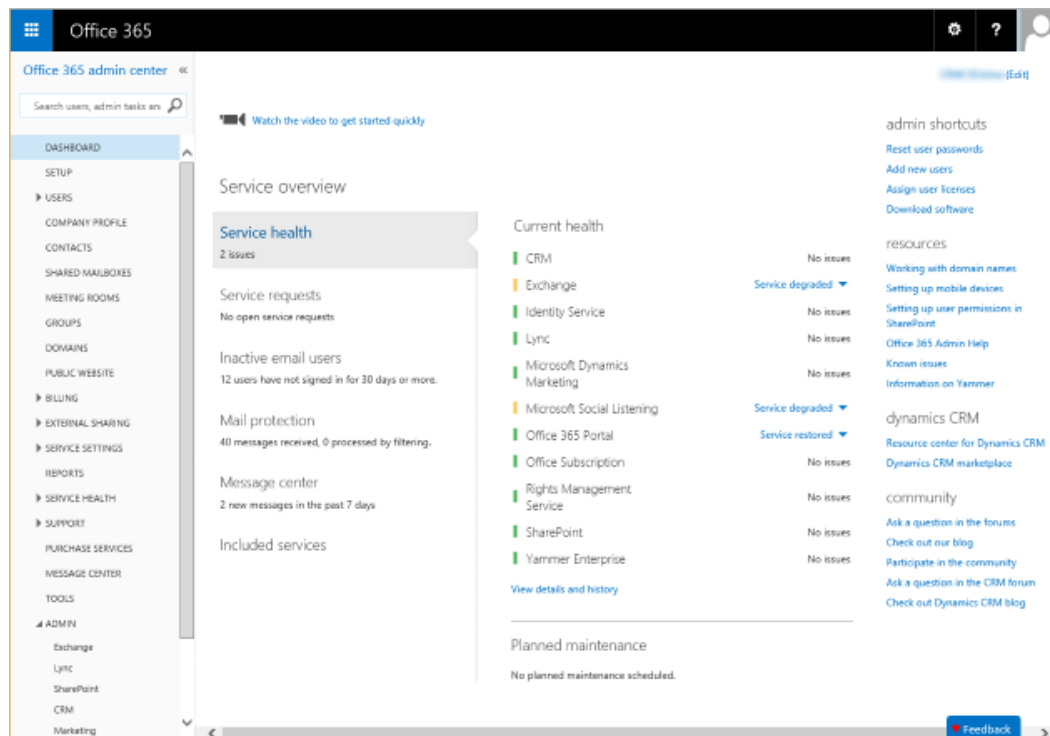 Office 365
?
Office 365 admin center «
(Edit)
Search users, admin tasks an
DASHBOARD
SETUP
USERS
COMPANY PROFILE
CONTACTS
SHARED MAILBOXES
MEETING ROOMS
GROUPS
DOMAINS
PUBLIC WEBSITE
BILLING
EXTERNAL SHARING
SERVICE SETTINGS
REPORTS
SERVICE HEALTH
SUPPORT
PURCHASE SERVICES
MESSAGE CENTER
TOOLS
ADMIN
Exchange
Lync
SharePoint
CRM
Marketing
Watch the video to get started quickly
Service overview
Service health
2 issues
Service requests
No open service requests
Inactive email users
12 users have not signed in for 30 days or more.
Mail protection
40 messages received, 0 processed by filtering.
Message center
2 new messages in the past 7 days
Included services
Current health
CRM No issues
Exchange Service degraded
Identity Service No issues
Lync No issues
Microsoft Dynamics
Marketing No issues
Microsoft Social Listening Service degraded
Office 365 Portal Service restored
Office Subscription No issues
Rights Management
Service No issues
SharePoint No issues
Yammer Enterprise No issues
View details and history
Planned maintenance
No planned maintenance scheduled.
admin shortcuts
Reset user passwords
Add new users
Assign user licenses
Download software
resources
Working with domain names
Setting up mobile devices
Setting up user permissions in
SharePoint
Office 365 Admin Help
Known issues
Information on Yammer
dynamics CRM
Resource center for Dynamics CRM
Dynamics CRM marketplace
community
Ask a question in the forums
Check out our blog
Participate in the community
Ask a question in the CRM forum
Check out Dynamics CRM blog
Feedback